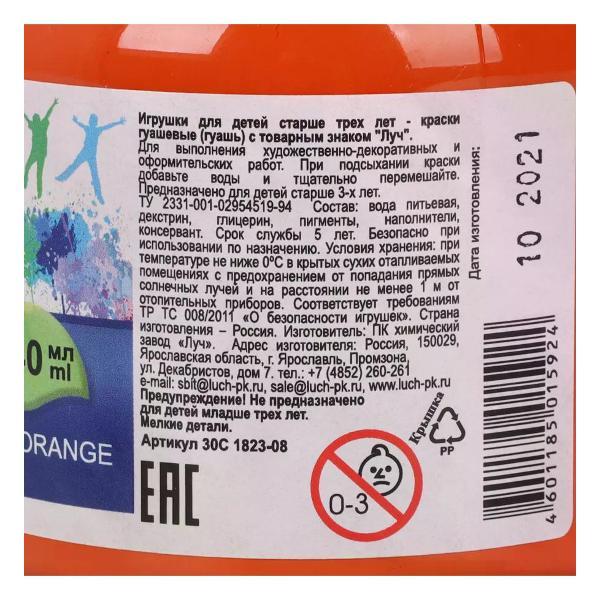 Игрушки для детей старше трех лет - краски
гуашевые (гуашь) с товарным знаком "Луч".
Для выполнения художественно-декоративных и
оформительских работ. При подсыхании краски
добавьте воды и тщательно перемешайте.
Предназначено для детей старше 3-х лет.
ТУ 2331-001-02954519-94 Состав: вода питьевая,
декстрин, глицерин, пигменты, наполнители,
консервант. Срок службы 5 лет. Безопасно при
использовании по назначению. Условия хранения: при
температуре не ниже 0°С в крытых сухих отапливаемых
помещениях с предохранением от попадания прямых
солнечных лучей и на расстоянии не менее 1 м от
отопительных приборов. Соответствует требованиям
ТР ТС 008/2011 «О безопасности игрушек». Страна
изготовления – Россия. Изготовитель: ПК химический
завод «Луч». Адрес изготовителя: Россия, 150029,
Ярославская область, г. Ярославль, Промзона,
ул. Декабристов, дом 7. тел.: +7 (4852) 260-261
e-mail: sbit@luch-pk.ru, sale@luch-pk.ru, www.luch-pk.ru
Предупреждение! Не предназначено
для детей младше трех лет.
Мелкие детали.
Артикул 30С 1823-08
EAC
0-3
Крышка
PP
Дата изготовления:
10 2021
4601185015924
0 мл
ml
ORANGE